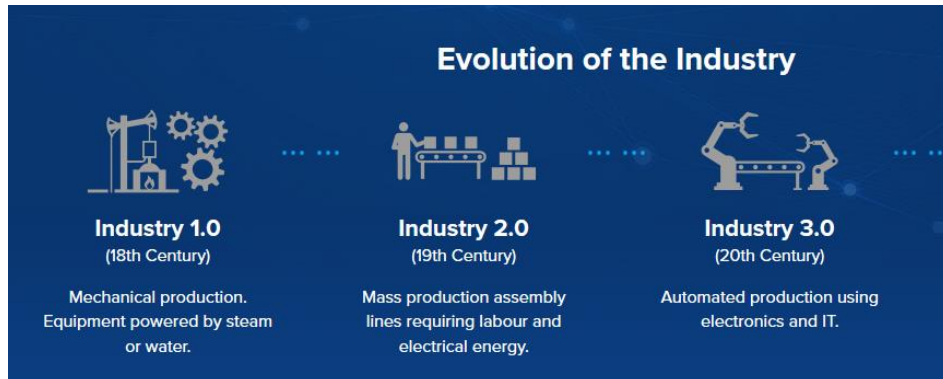 Evolution of the Industry
Industry 1.0
(18th Century)
Mechanical production.
Equipment powered by steam
or water.
Industry 2.0
(19th Century)
Mass production assembly
lines requiring labour and
electrical energy.
Industry 3.0
(20th Century)
Automated production using
electronics and IT.